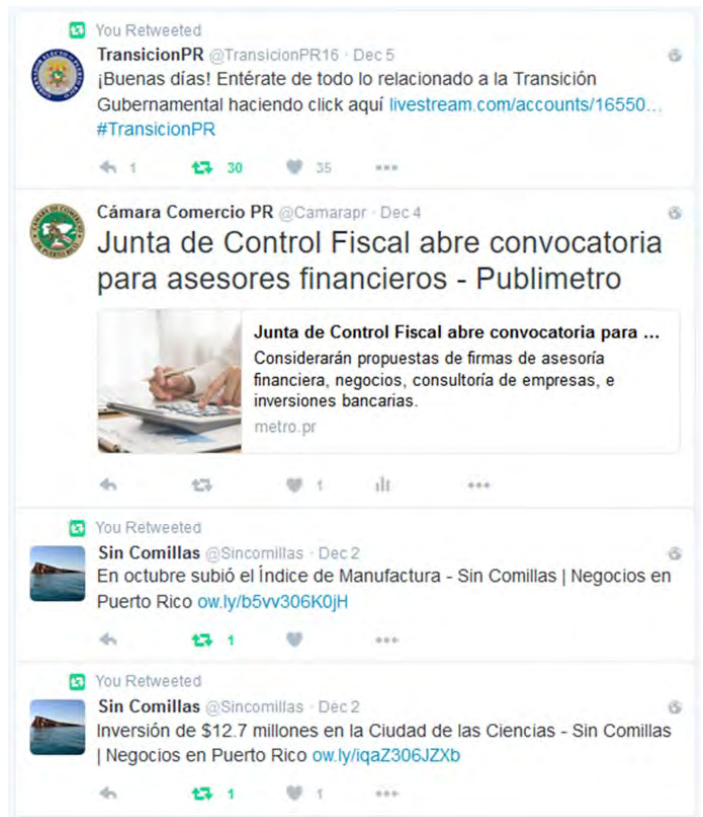 You Retweeted
TransicionPR @TransicionPR16 · Dec 5
¡Buenas días! Entérate de todo lo relacionado a la Transición
Gubernamental haciendo click aquí livestream.com/accounts/16550...
#TransicionPR
1 30 35
Cámara Comercio PR @Camarapr · Dec 4
Junta de Control Fiscal abre convocatoria
para asesores financieros - Publimetro
Junta de Control Fiscal abre convocatoria para ...
Considerarán propuestas de firmas de asesoría
financiera, negocios, consultoría de empresas, e
inversiones bancarias.
metro.pr
1
You Retweeted
Sin Comillas @Sincomillas · Dec 2
En octubre subió el Índice de Manufactura - Sin Comillas | Negocios en
Puerto Rico ow.ly/b5vv306K0jH
1
You Retweeted
Sin Comillas @Sincomillas · Dec 2
Inversión de $12.7 millones en la Ciudad de las Ciencias - Sin Comillas
| Negocios en Puerto Rico ow.ly/iqaZ306JZXb
1 1